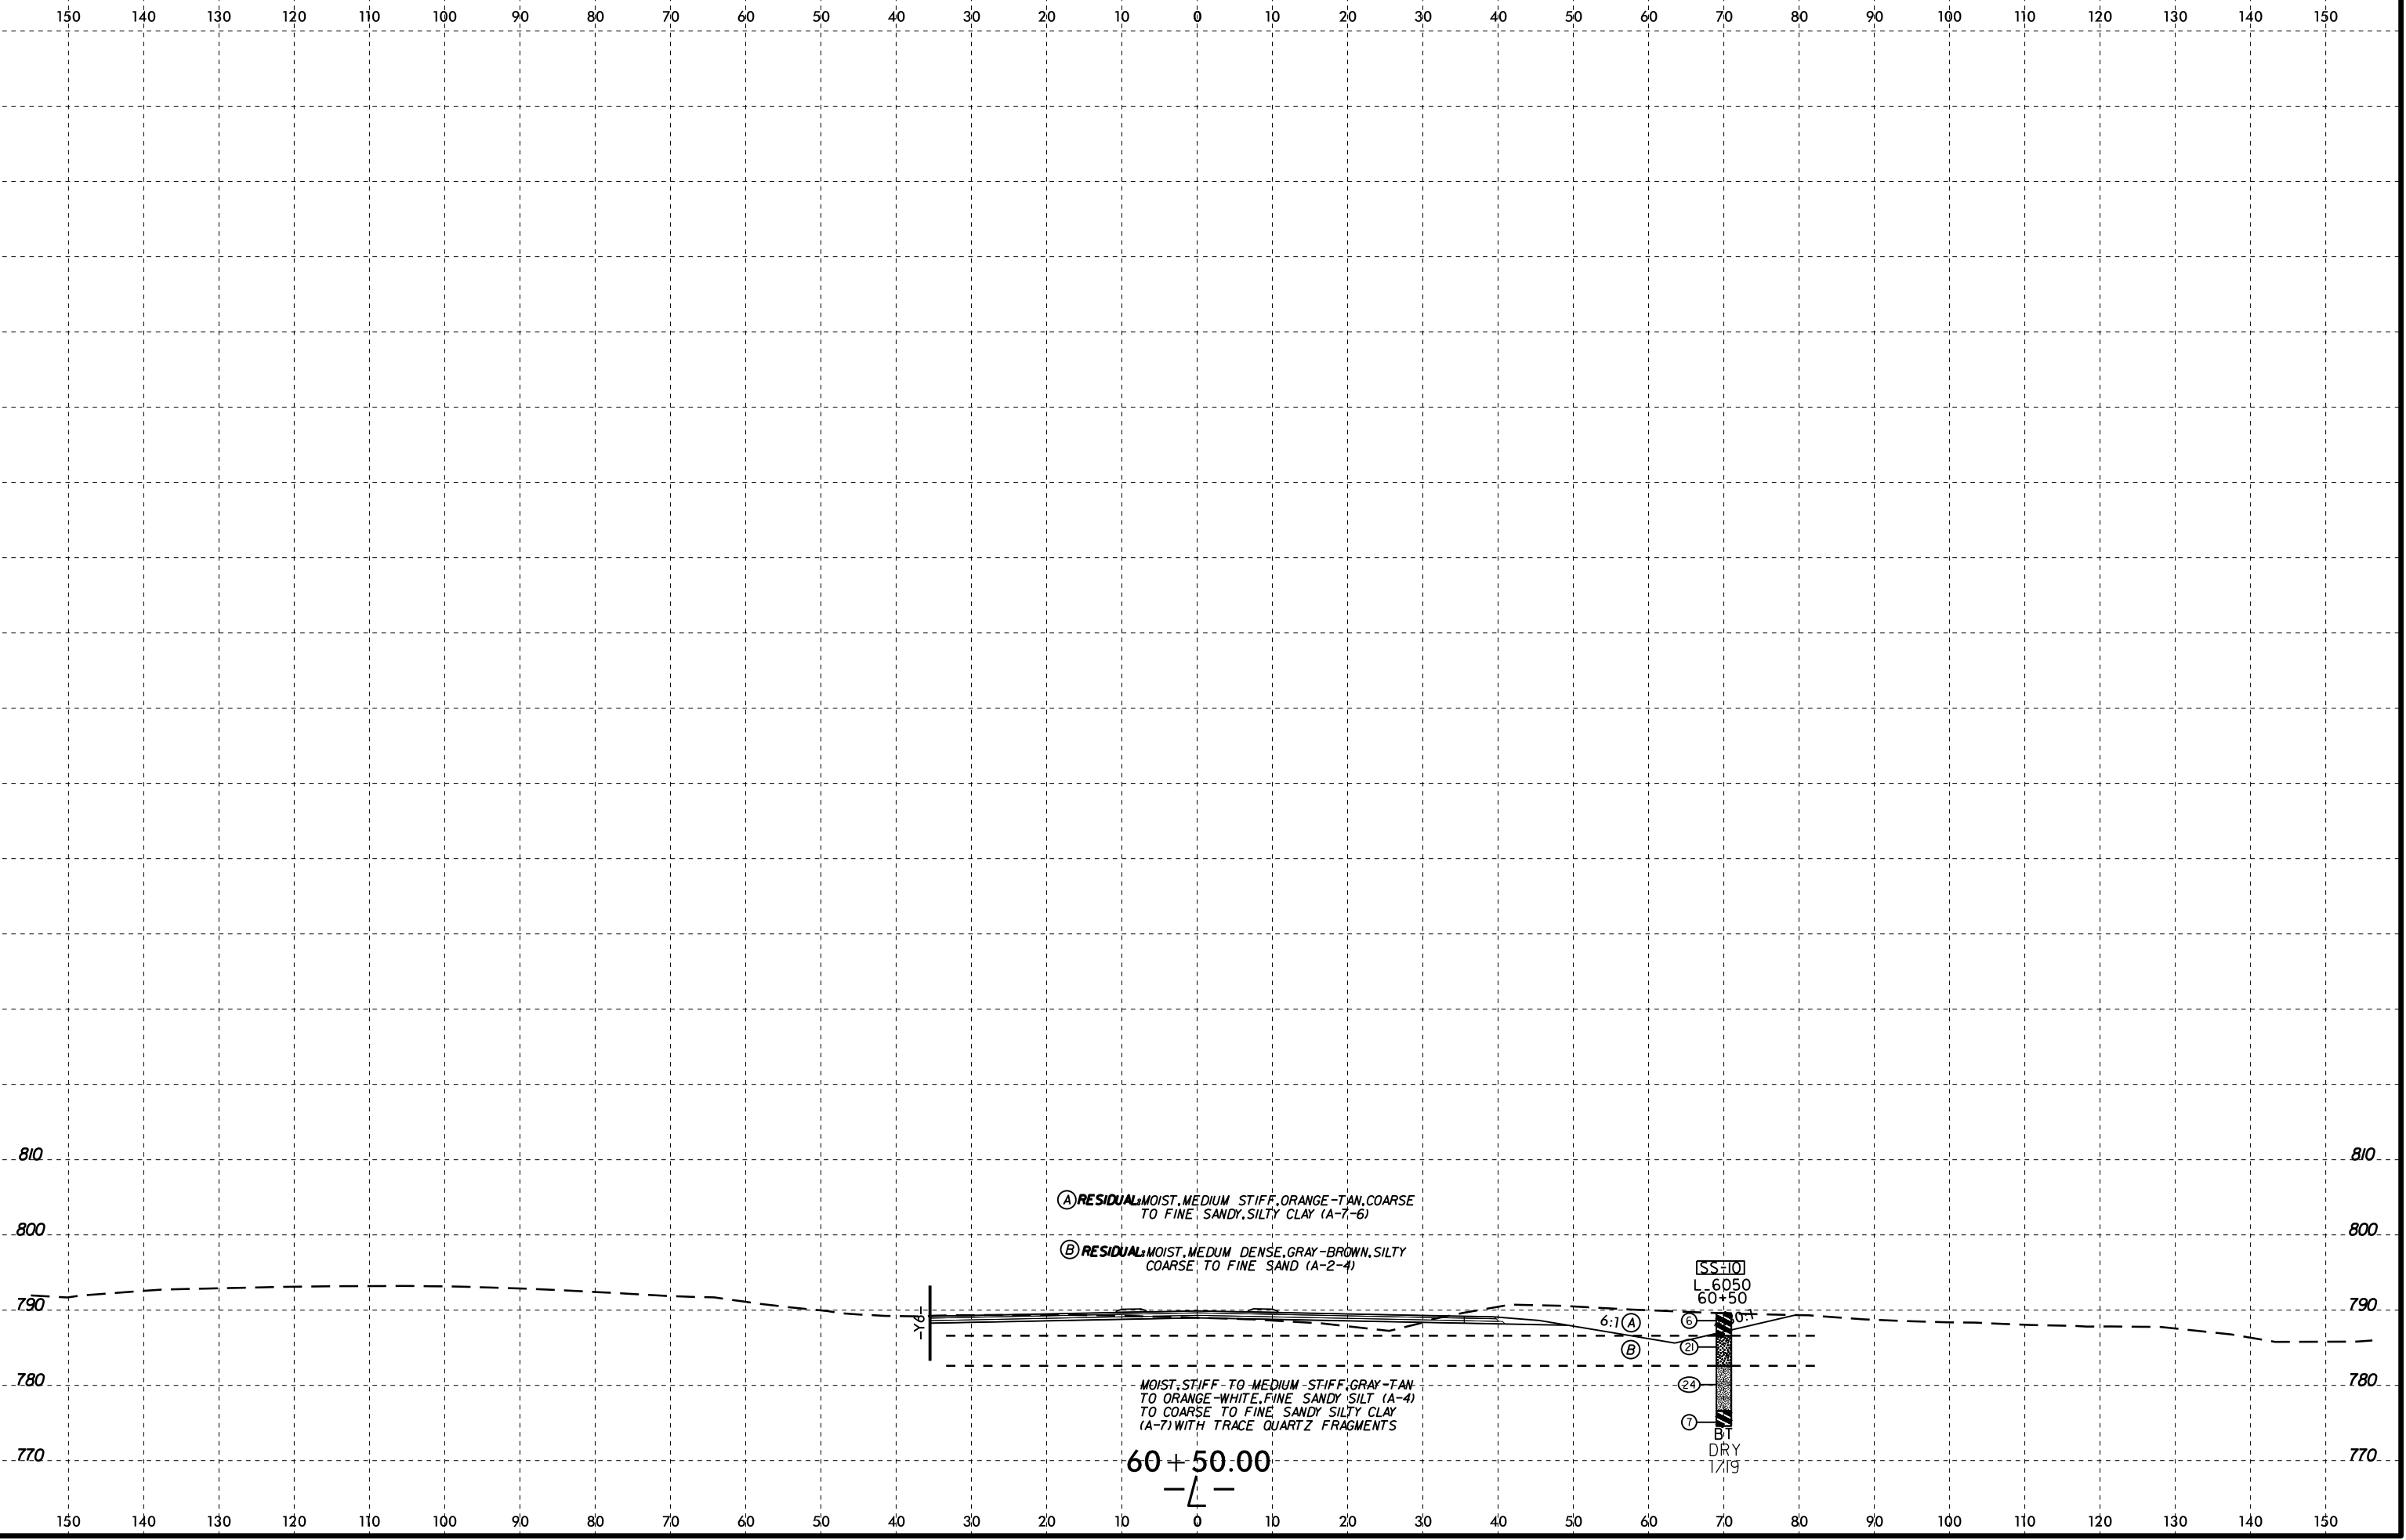 150 140 130 120 110 100 90 80 70 60 50 40 30 20 10 0 10 20 30 40 50 60 70 80 90 100 110 120 130 140 150
810 810
Ⓐ RESIDUAL: MOIST, MEDIUM STIFF, ORANGE-TAN, COARSE
TO FINE SANDY, SILTY CLAY (A-7-6)
800 800
Ⓑ RESIDUAL: MOIST, MEDUM DENSE, GRAY-BROWN, SILTY
COARSE TO FINE SAND (A-2-4)
SS-10
L_6050
60+50
790 790
-Y6-
6:1 Ⓐ
6
Ⓑ
21
780 780
24
MOIST, STIFF TO MEDIUM STIFF, GRAY-TAN
TO ORANGE-WHITE, FINE SANDY SILT (A-4)
TO COARSE TO FINE SANDY SILTY CLAY
(A-7) WITH TRACE QUARTZ FRAGMENTS
7
BT
DRY
1/19
770 770
60+50.00
-L-
150 140 130 120 110 100 90 80 70 60 50 40 30 20 10 0 10 20 30 40 50 60 70 80 90 100 110 120 130 140 150